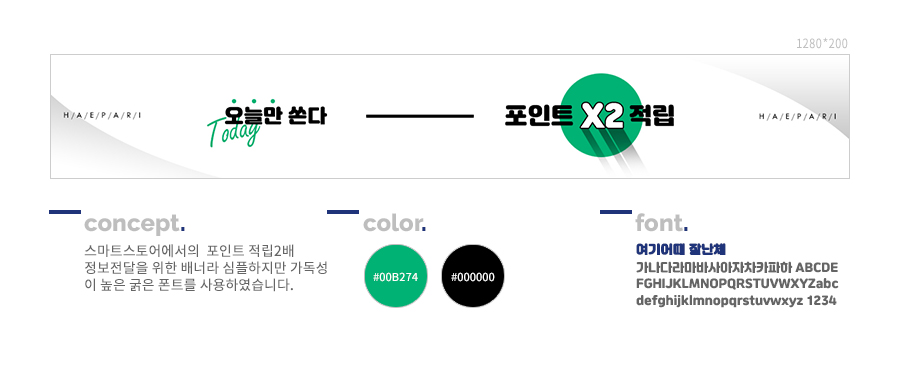 1280*200
H/A/E/P/A/R/I
오늘만 쓴다
Today
포인트 X2 적립
H/A/E/P/A/R/I
concept.
스마트스토어에서의 포인트 적립2배
정보전달을 위한 배너라 심플하지만 가독성
이 높은 굵은 폰트를 사용하였습니다.
color.
#00B274
#000000
font.
여기어때 잘난체
가나다라마바사아자차카파하 ABCDE
FGHIJKLMNOPQRSTUVWXYZabc
defghijklmnopqrstuvwxyz 1234